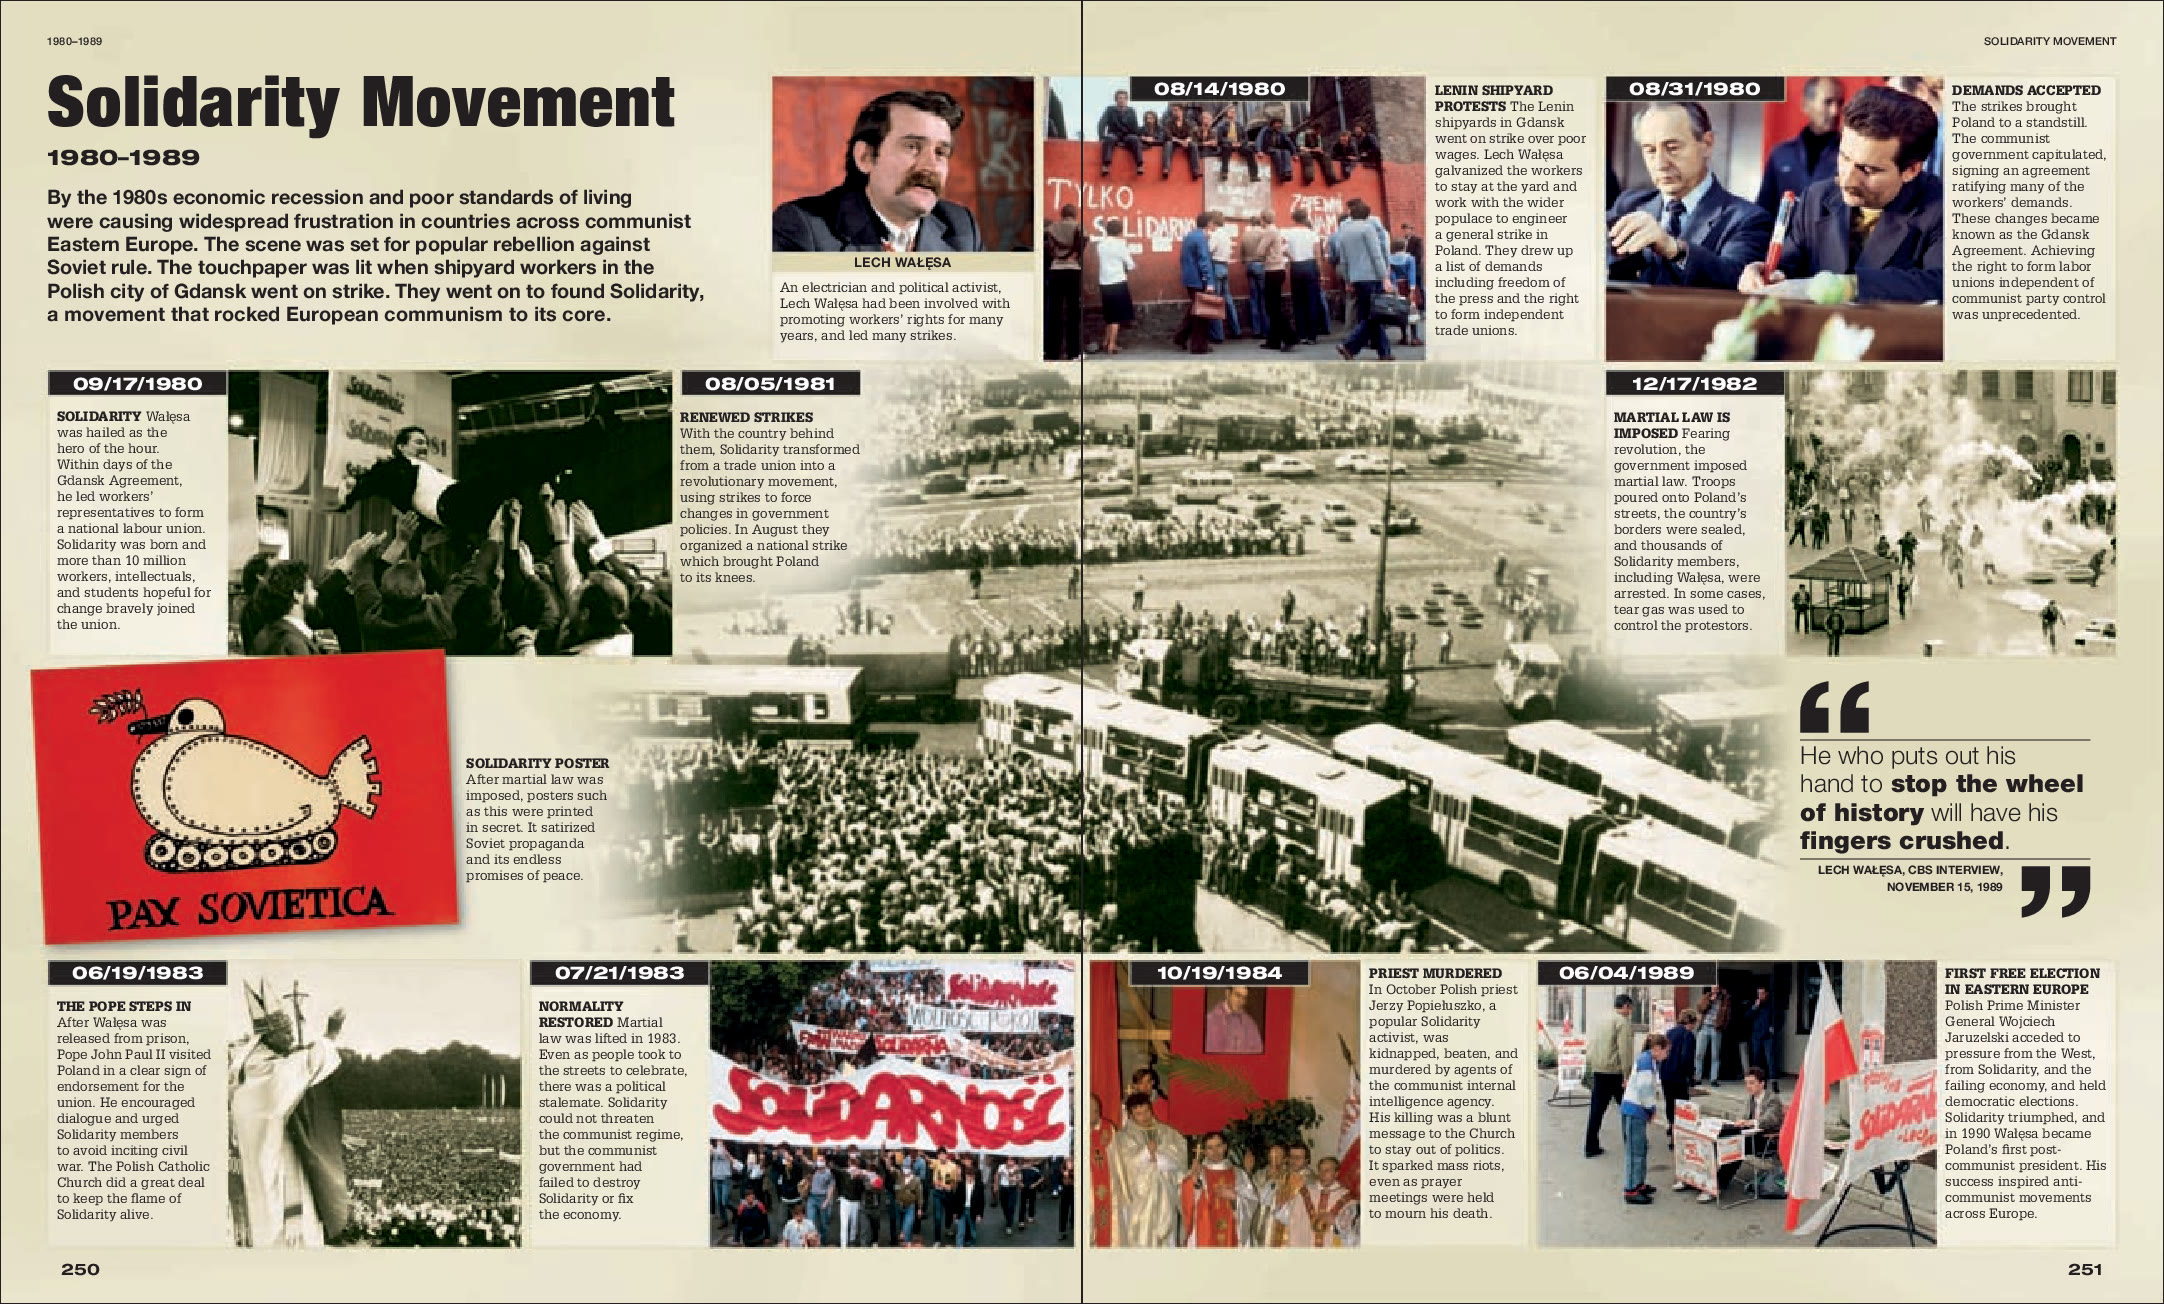 1980–1989
SOLIDARITY MOVEMENT
Solidarity Movement
1980–1989
By the 1980s economic recession and poor standards of living
were causing widespread frustration in countries across communist
Eastern Europe. The scene was set for popular rebellion against
Soviet rule. The touchpaper was lit when shipyard workers in the
Polish city of Gdansk went on strike. They went on to found Solidarity,
a movement that rocked European communism to its core.
LECH WAŁĘSA
An electrician and political activist,
Lech Wałęsa had been involved with
promoting workers’ rights for many
years, and led many strikes.
08/14/1980
TYLKO
SOLIDARN
LENIN SHIPYARD
PROTESTS The Lenin
shipyards in Gdansk
went on strike over poor
wages. Lech Wałęsa
galvanized the workers
to stay at the yard and
work with the wider
populace to engineer
a general strike in
Poland. They drew up
a list of demands
including freedom of
the press and the right
to form independent
trade unions.
08/31/1980
DEMANDS ACCEPTED
The strikes brought
Poland to a standstill.
The communist
government capitulated,
signing an agreement
ratifying many of the
workers’ demands.
These changes became
known as the Gdansk
Agreement. Achieving
the right to form labor
unions independent of
communist party control
was unprecedented.
09/17/1980
SOLIDARITY Wałęsa
was hailed as the
hero of the hour.
Within days of the
Gdansk Agreement,
he led workers’
representatives to form
a national labour union.
Solidarity was born and
more than 10 million
workers, intellectuals,
and students hopeful for
change bravely joined
the union.
08/05/1981
RENEWED STRIKES
With the country behind
them, Solidarity transformed
from a trade union into a
revolutionary movement,
using strikes to force
changes in government
policies. In August they
organized a national strike
which brought Poland
to its knees.
12/17/1982
MARTIAL LAW IS
IMPOSED Fearing
revolution, the
government imposed
martial law. Troops
poured onto Poland’s
streets, the country’s
borders were sealed,
and thousands of
Solidarity members,
including Wałęsa, were
arrested. In some cases,
tear gas was used to
control the protestors.
PAX SOVIETICA
SOLIDARITY POSTER
After martial law was
imposed, posters such
as this were printed
in secret. It satirized
Soviet propaganda
and its endless
promises of peace.
“
He who puts out his
hand to stop the wheel
of history will have his
fingers crushed.
LECH WAŁĘSA, CBS INTERVIEW,
NOVEMBER 15, 1989
”
06/19/1983
THE POPE STEPS IN
After Wałęsa was
released from prison,
Pope John Paul II visited
Poland in a clear sign of
endorsement for the
union. He encouraged
dialogue and urged
Solidarity members
to avoid inciting civil
war. The Polish Catholic
Church did a great deal
to keep the flame of
Solidarity alive.
07/21/1983
NORMALITY
RESTORED Martial
law was lifted in 1983.
Even as people took to
the streets to celebrate,
there was a political
stalemate. Solidarity
could not threaten
the communist regime,
but the communist
government had
failed to destroy
Solidarity or fix
the economy.
SOLIDARNOŚĆ
WOLNOŚĆ I POKÓJ
SOLIDARNOŚĆ
10/19/1984
PRIEST MURDERED
In October Polish priest
Jerzy Popiełuszko, a
popular Solidarity
activist, was
kidnapped, beaten, and
murdered by agents of
the communist internal
intelligence agency.
His killing was a blunt
message to the Church
to stay out of politics.
It sparked mass riots,
even as prayer
meetings were held
to mourn his death.
06/04/1989
FIRST FREE ELECTION
IN EASTERN EUROPE
Polish Prime Minister
General Wojciech
Jaruzelski acceded to
pressure from the West,
from Solidarity, and the
failing economy, and held
democratic elections.
Solidarity triumphed, and
in 1990 Wałęsa became
Poland’s first post-
communist president. His
success inspired anti-
communist movements
across Europe.
250
251